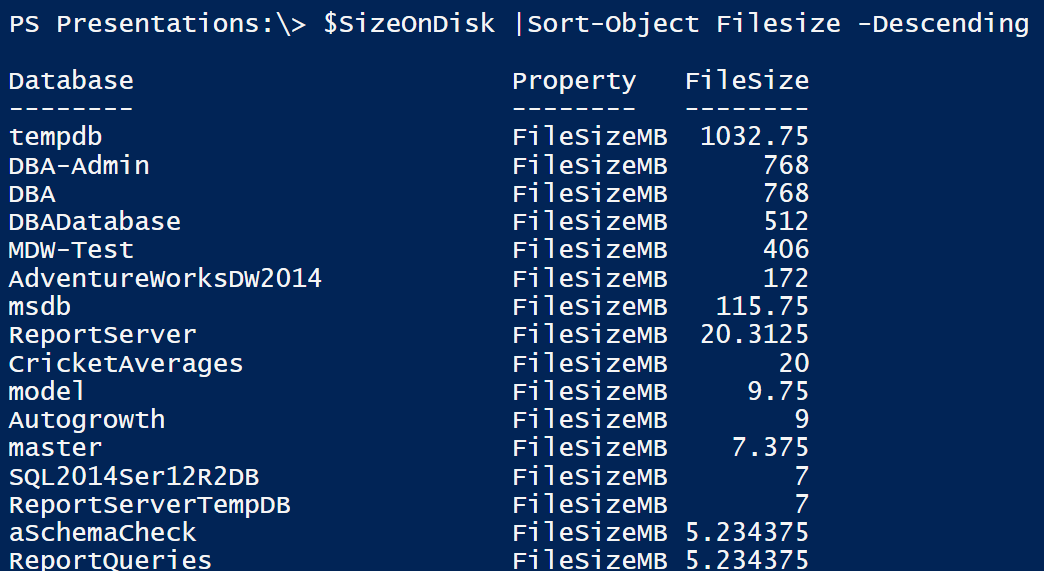 PS Presentations:\> $SizeOnDisk |Sort-Object Filesize -Descending
Database Property FileSize
-------- -------- --------
tempdb FileSizeMB 1032.75
DBA-Admin FileSizeMB 768
DBA FileSizeMB 768
DBADatabase FileSizeMB 512
MDW-Test FileSizeMB 406
AdventureWorksDW2014 FileSizeMB 172
msdb FileSizeMB 115.75
ReportServer FileSizeMB 20.3125
CricketAverages FileSizeMB 20
model FileSizeMB 9.75
Autogrowth FileSizeMB 9
master FileSizeMB 7.375
SQL2014Ser12R2DB FileSizeMB 7
ReportServerTempDB FileSizeMB 7
aSchemaCheck FileSizeMB 5.234375
ReportQueries FileSizeMB 5.234375